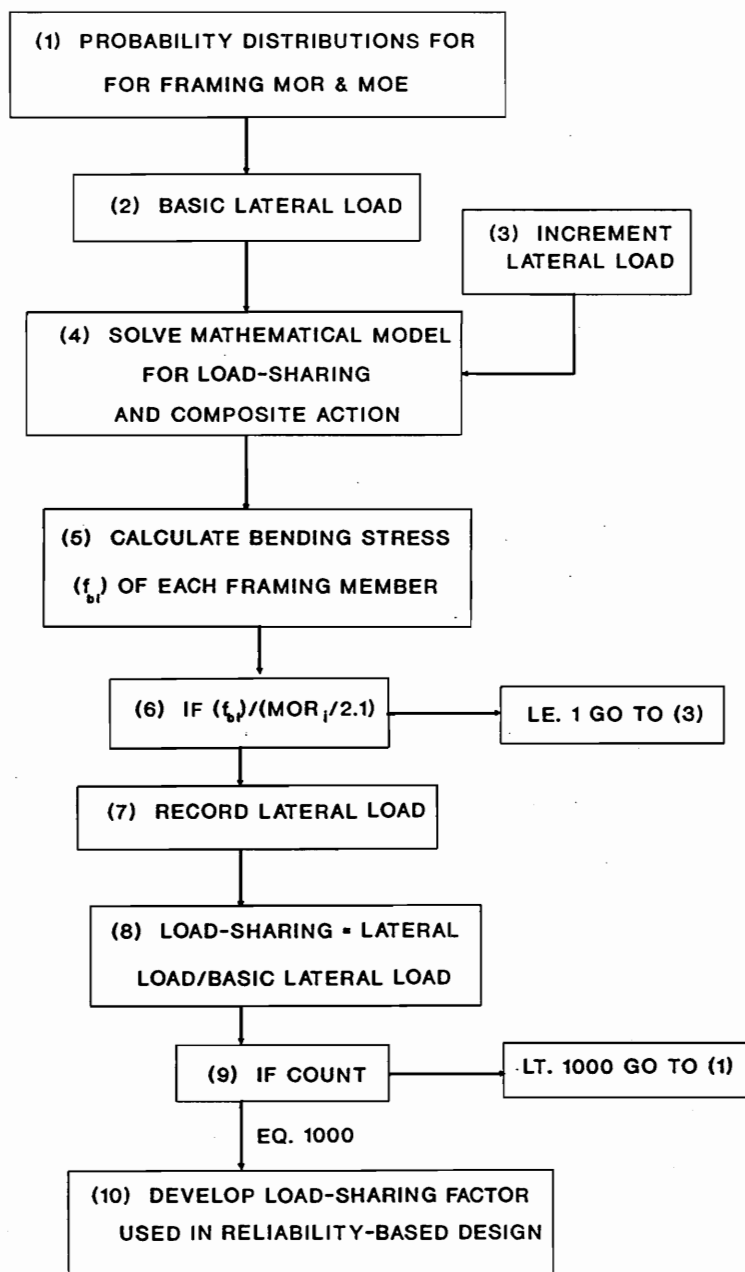 (1) PROBABILITY DISTRIBUTIONS FOR
FOR FRAMING MOR & MOE
(2) BASIC LATERAL LOAD
(3) INCREMENT
LATERAL LOAD
(4) SOLVE MATHEMATICAL MODEL
FOR LOAD-SHARING
AND COMPOSITE ACTION
(5) CALCULATE BENDING STRESS
(f_bi) OF EACH FRAMING MEMBER
(6) IF (f_bi)/(MOR_i/2.1)
LE. 1 GO TO (3)
(7) RECORD LATERAL LOAD
(8) LOAD-SHARING = LATERAL
LOAD/BASIC LATERAL LOAD
(9) IF COUNT
LT. 1000 GO TO (1)
EQ. 1000
(10) DEVELOP LOAD-SHARING FACTOR
USED IN RELIABILITY-BASED DESIGN